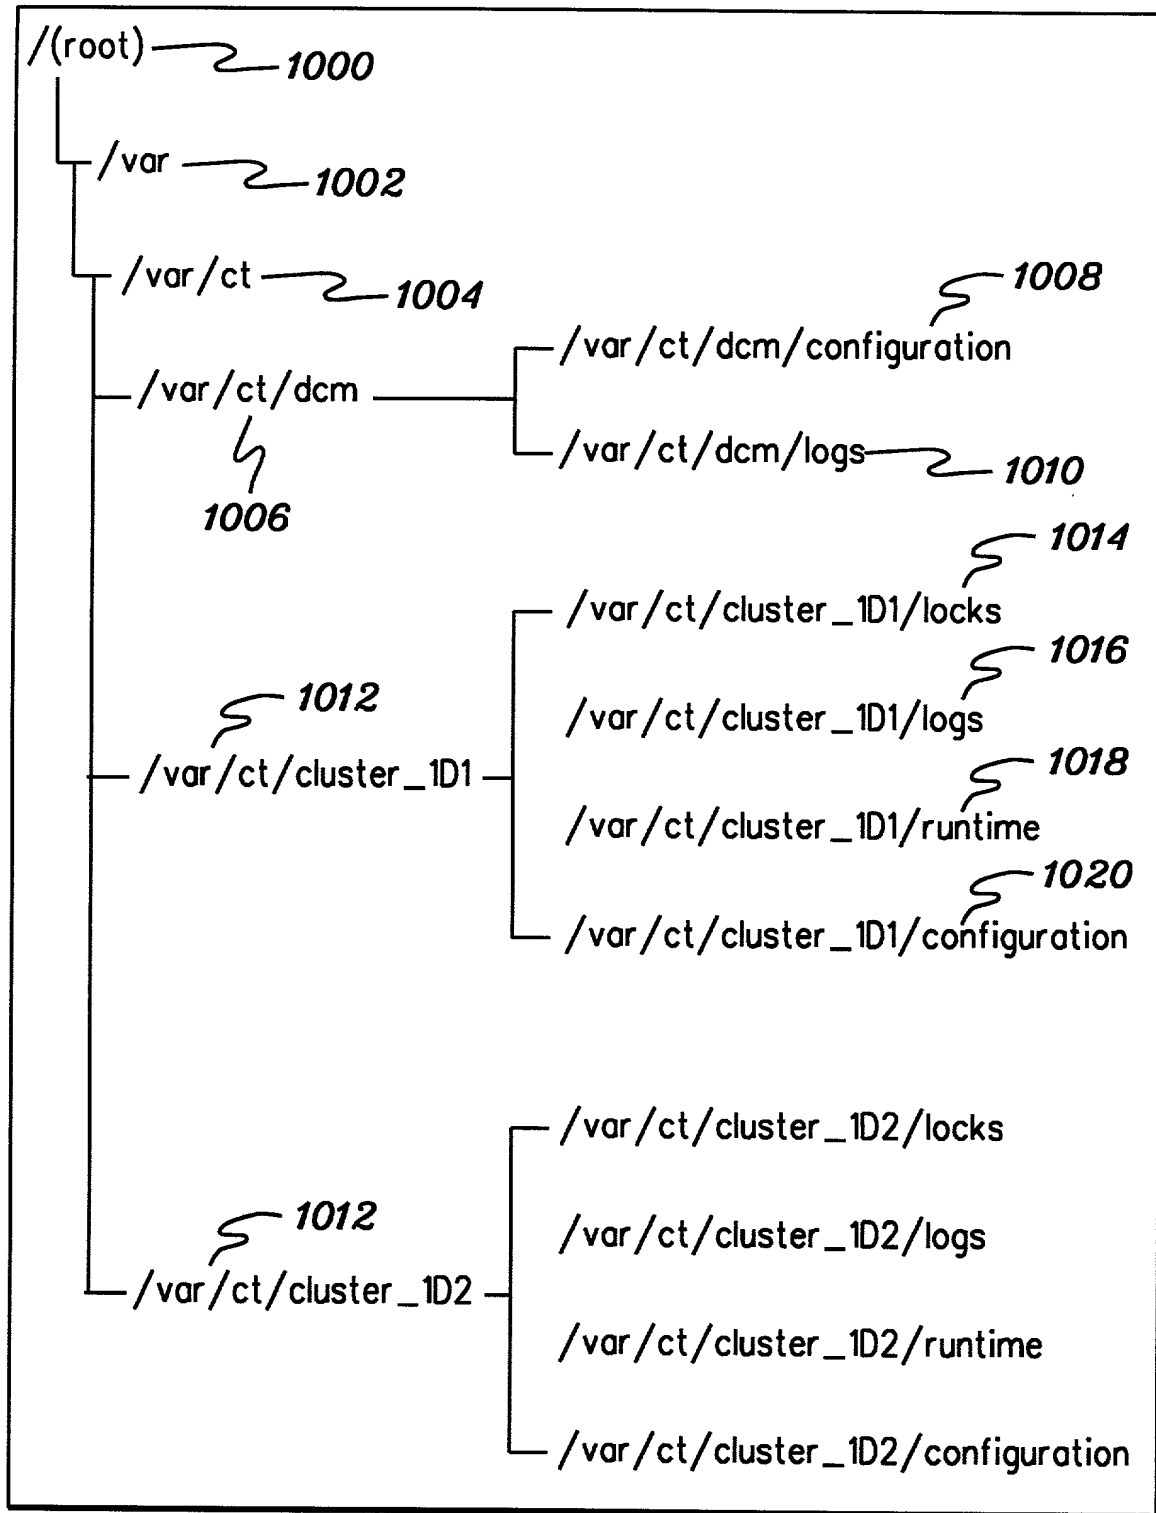 /(root) 1000
/var 1002
/var/ct 1004
1008
/var/ct/dcm/configuration
/var/ct/dcm
/var/ct/dcm/logs 1010
1006
1014
/var/ct/cluster_1D1/locks
1016
/var/ct/cluster_1D1/logs
1012
/var/ct/cluster_1D1
1018
/var/ct/cluster_1D1/runtime
1020
/var/ct/cluster_1D1/configuration
/var/ct/cluster_1D2/locks
1012
/var/ct/cluster_1D2/logs
/var/ct/cluster_1D2
/var/ct/cluster_1D2/runtime
/var/ct/cluster_1D2/configuration